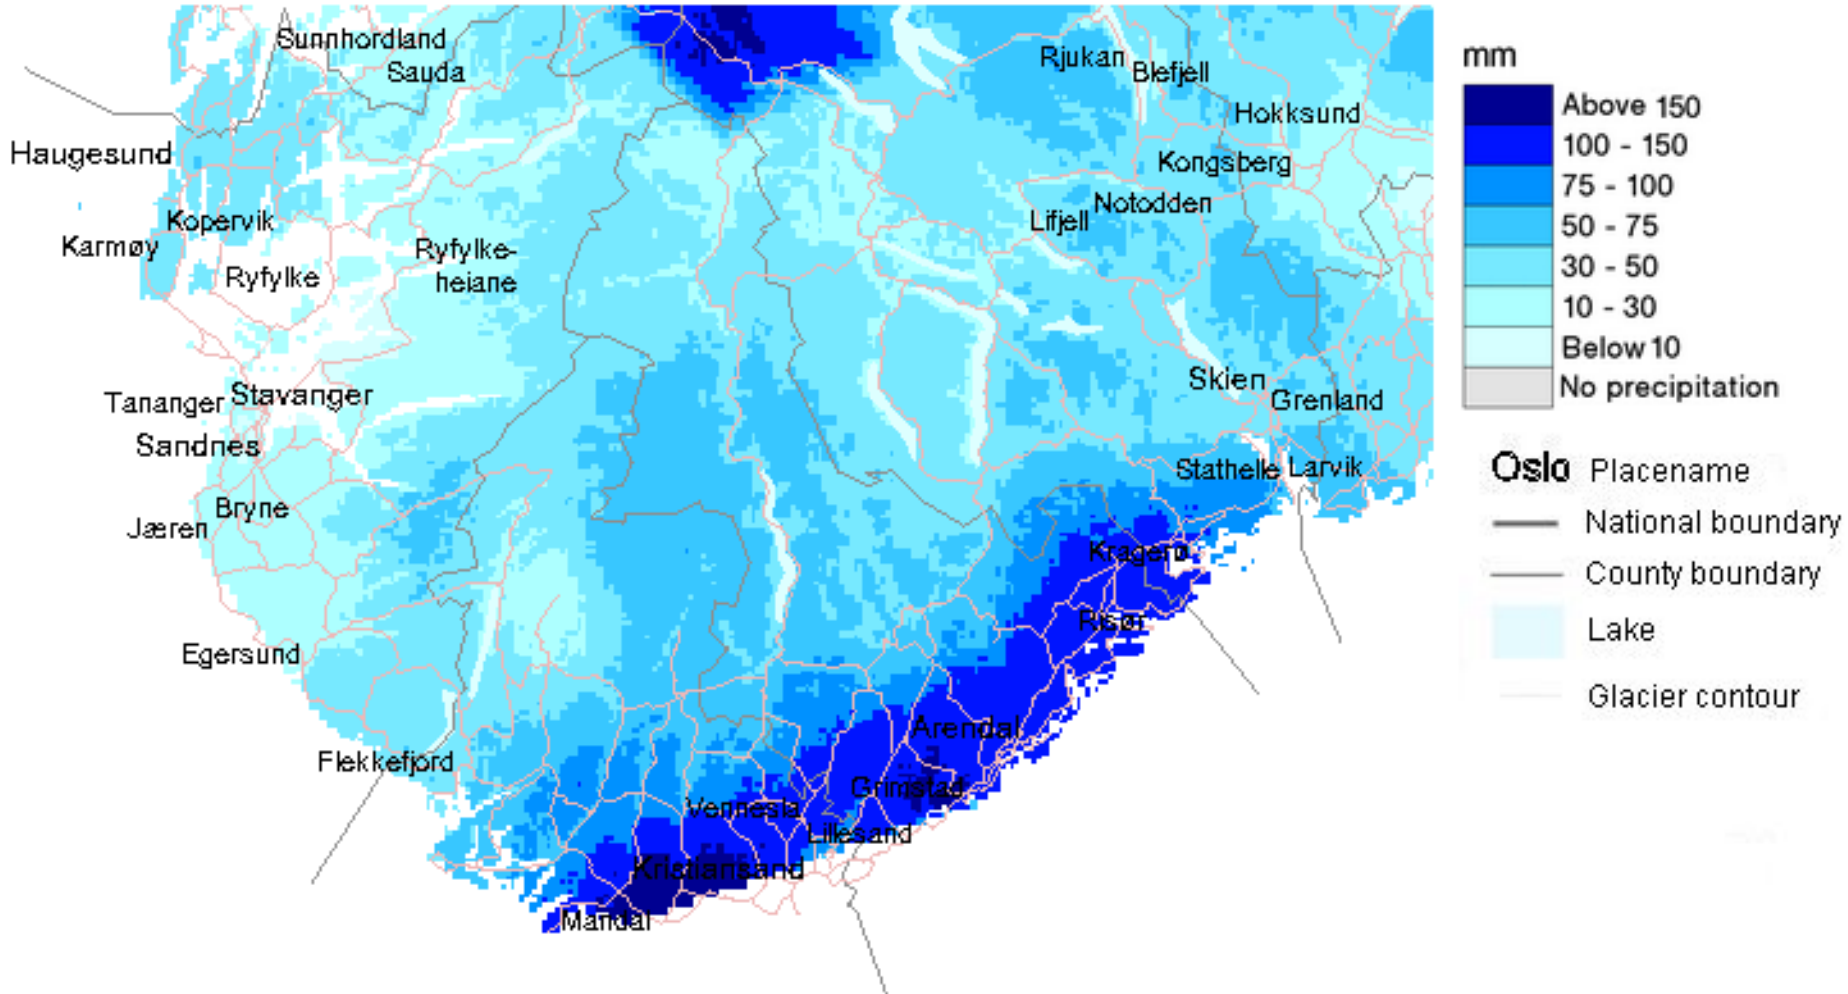 Sunnhordland
Sauda
Rjukan
Blefjell
Hokksund
Haugesund
Kongsberg
Notodden
Lifjell
Kopervik
Karmøy
Ryfylke-
heiane
Ryfylke
Stavanger
Tananger
Sandnes
Skien
Grenland
Stathelle
Larvik
Bryne
Jæren
Kragerø
Risør
Egersund
Arendal
Flekkefjord
Grimstad
Vennesla
Lillesand
Kristiansand
Mandal
mm
Above 150
100 - 150
75 - 100
50 - 75
30 - 50
10 - 30
Below 10
No precipitation
Oslo Placename
National boundary
County boundary
Lake
Glacier contour